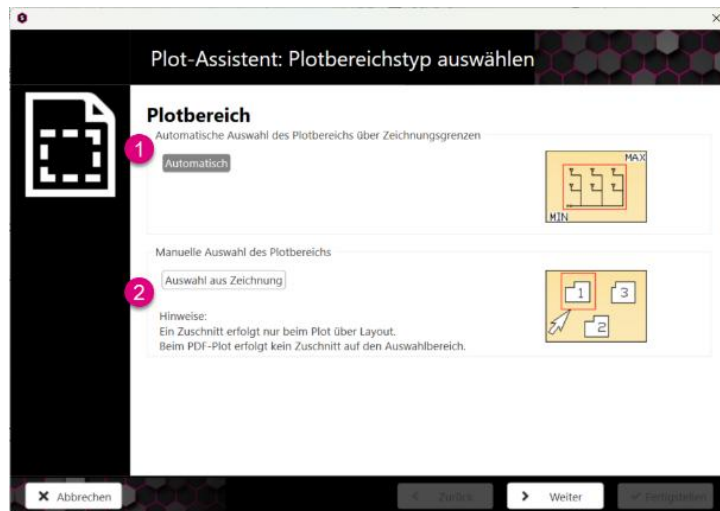 Plot-Assistent: Plotbereichstyp auswählen
Plotbereich
Automatische Auswahl des Plotbereichs über Zeichnungsgrenzen
1
Automatisch
MAX
MIN
Manuelle Auswahl des Plotbereichs
2
Auswahl aus Zeichnung
1
3
2
Hinweise:
Ein Zuschnitt erfolgt nur beim Plot über Layout.
Beim PDF-Plot erfolgt kein Zuschnitt auf den Auswahlbereich.
Abbrechen
Zurück
Weiter
Fertigstellen